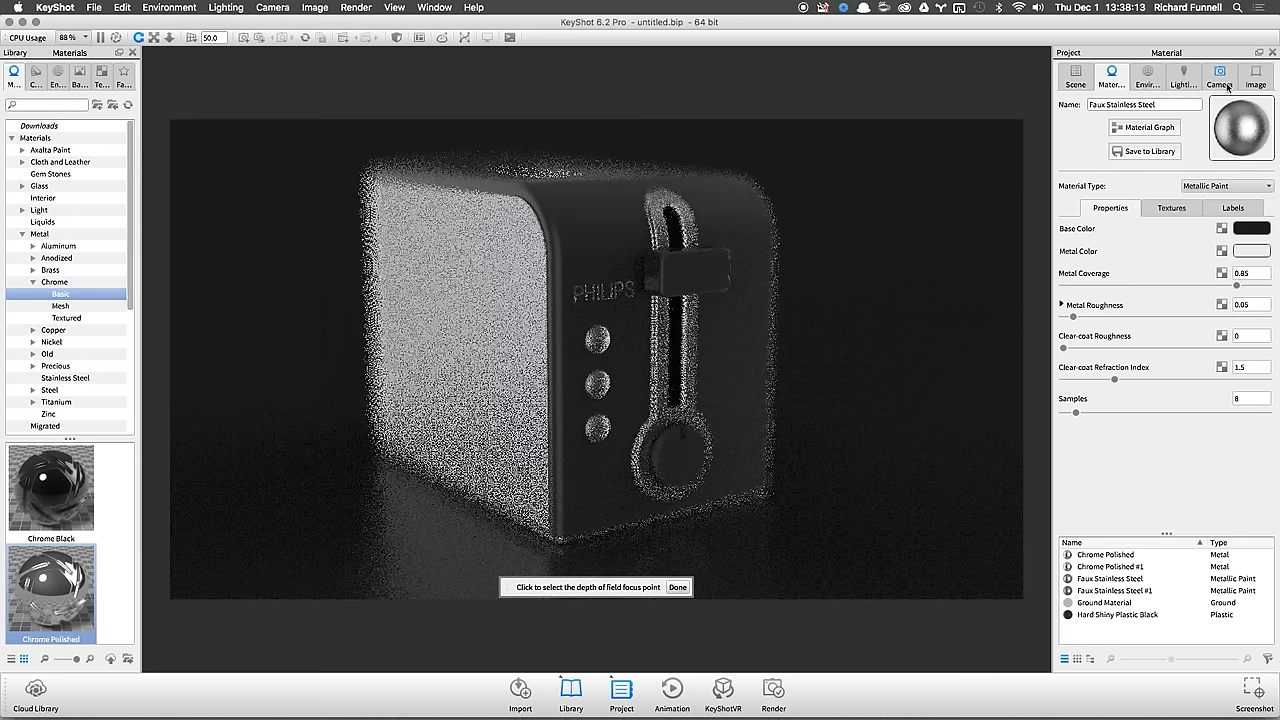 KeyShot File Edit Environment Lighting Camera Image Render View Window Help
Thu Dec 1 13:38:13 Richard Funnell
KeyShot 6.2 Pro - untitled.bip - 64 bit
CPU Usage 88 % 50.0
Library Materials
M... C... En... Ba... Te... Fa...
Downloads
Materials
Axalta Paint
Cloth and Leather
Gem Stones
Glass
Interior
Light
Liquids
Metal
Aluminum
Anodized
Brass
Chrome
Basic
Mesh
Textured
Copper
Nickel
Old
Precious
Stainless Steel
Steel
Titanium
Zinc
Migrated
Chrome Black
Chrome Polished
Cloud Library
PHILIPS
Click to select the depth of field focus point Done
Import Library Project Animation KeyShotVR Render
Project Material
Scene Mater... Envir... Lighti... Camera Image
Name: Faux Stainless Steel
Material Graph
Save to Library
Material Type: Metallic Paint
Properties Textures Labels
Base Color
Metal Color
Metal Coverage 0.85
Metal Roughness 0.05
Clear-coat Roughness 0
Clear-coat Refraction Index 1.5
Samples 8
Name Type
Chrome Polished Metal
Chrome Polished #1 Metal
Faux Stainless Steel Metallic Paint
Faux Stainless Steel #1 Metallic Paint
Ground Material Ground
Hard Shiny Plastic Black Plastic
Screenshot